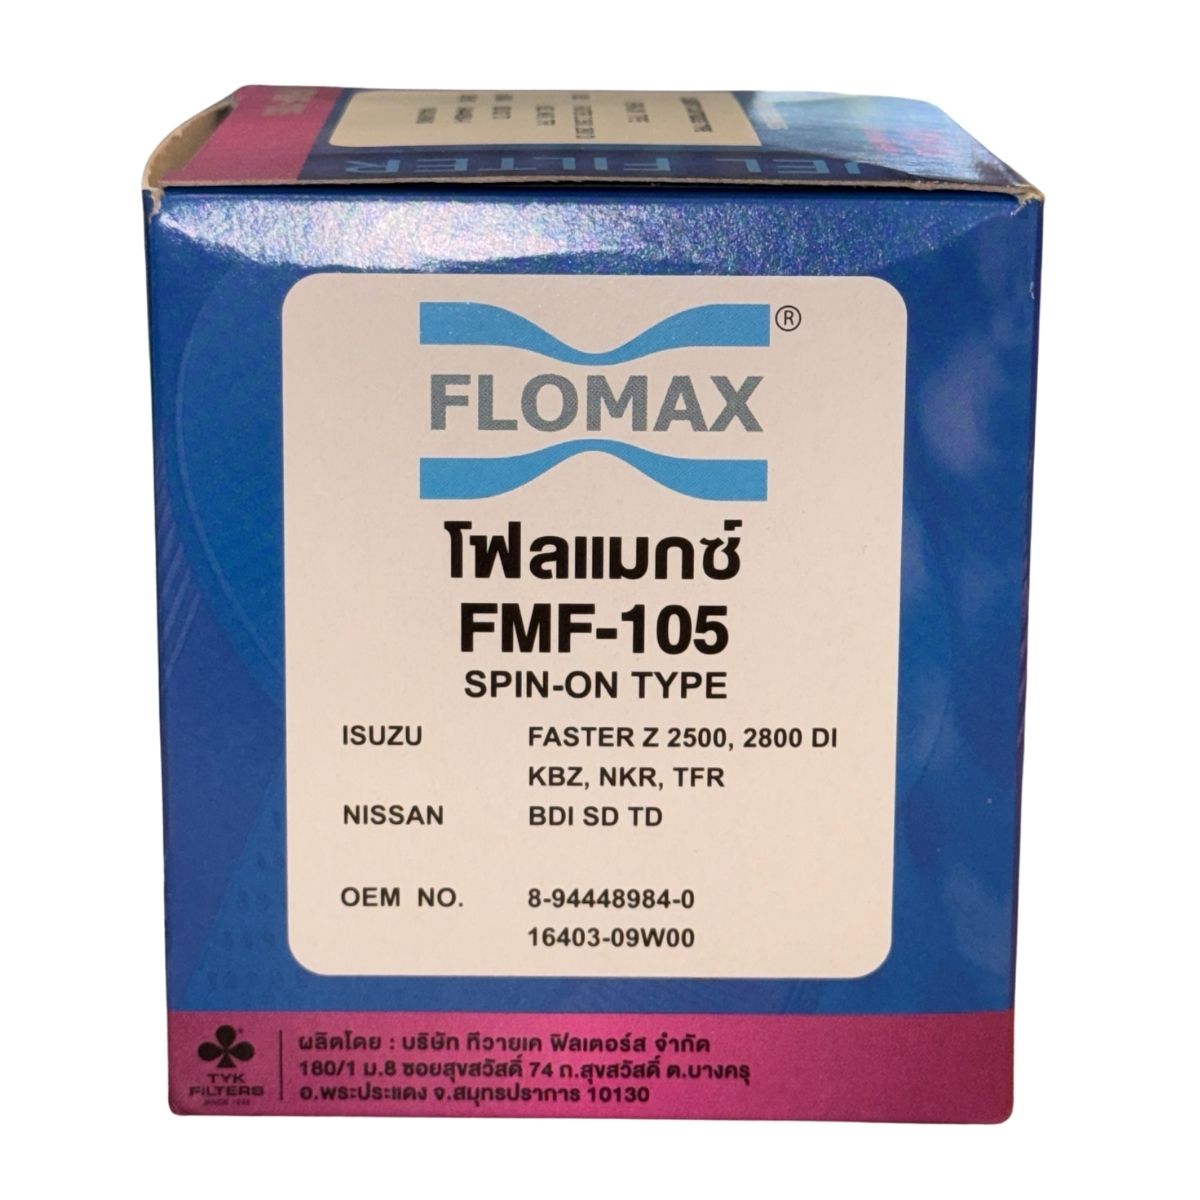 FUEL FILTER
FLOMAX ®
โฟลแมกซ์
FMF-105
SPIN-ON TYPE
ISUZU FASTER Z 2500, 2800 DI
KBZ, NKR, TFR
NISSAN BDI SD TD
OEM NO. 8-94448984-0
16403-09W00
TYK
FILTERS
ผลิตโดย : บริษัท ทีวายเค ฟิลเตอร์ส จำกัด
180/1 ม.8 ซอยสุขสวัสดิ์ 74 ถ.สุขสวัสดิ์ ต.บางครุ
อ.พระประแดง จ.สมุทรปราการ 10130